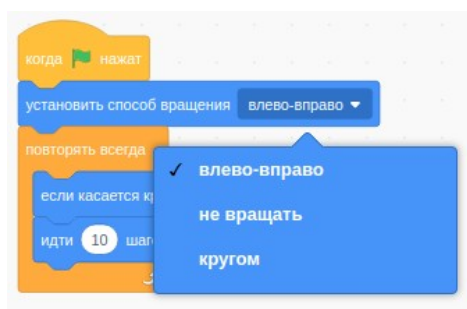 когда нажат
установить способ вращения влево-вправо
повторять всегда
✓ влево-вправо
если касается
не вращать
идти 10
кругом